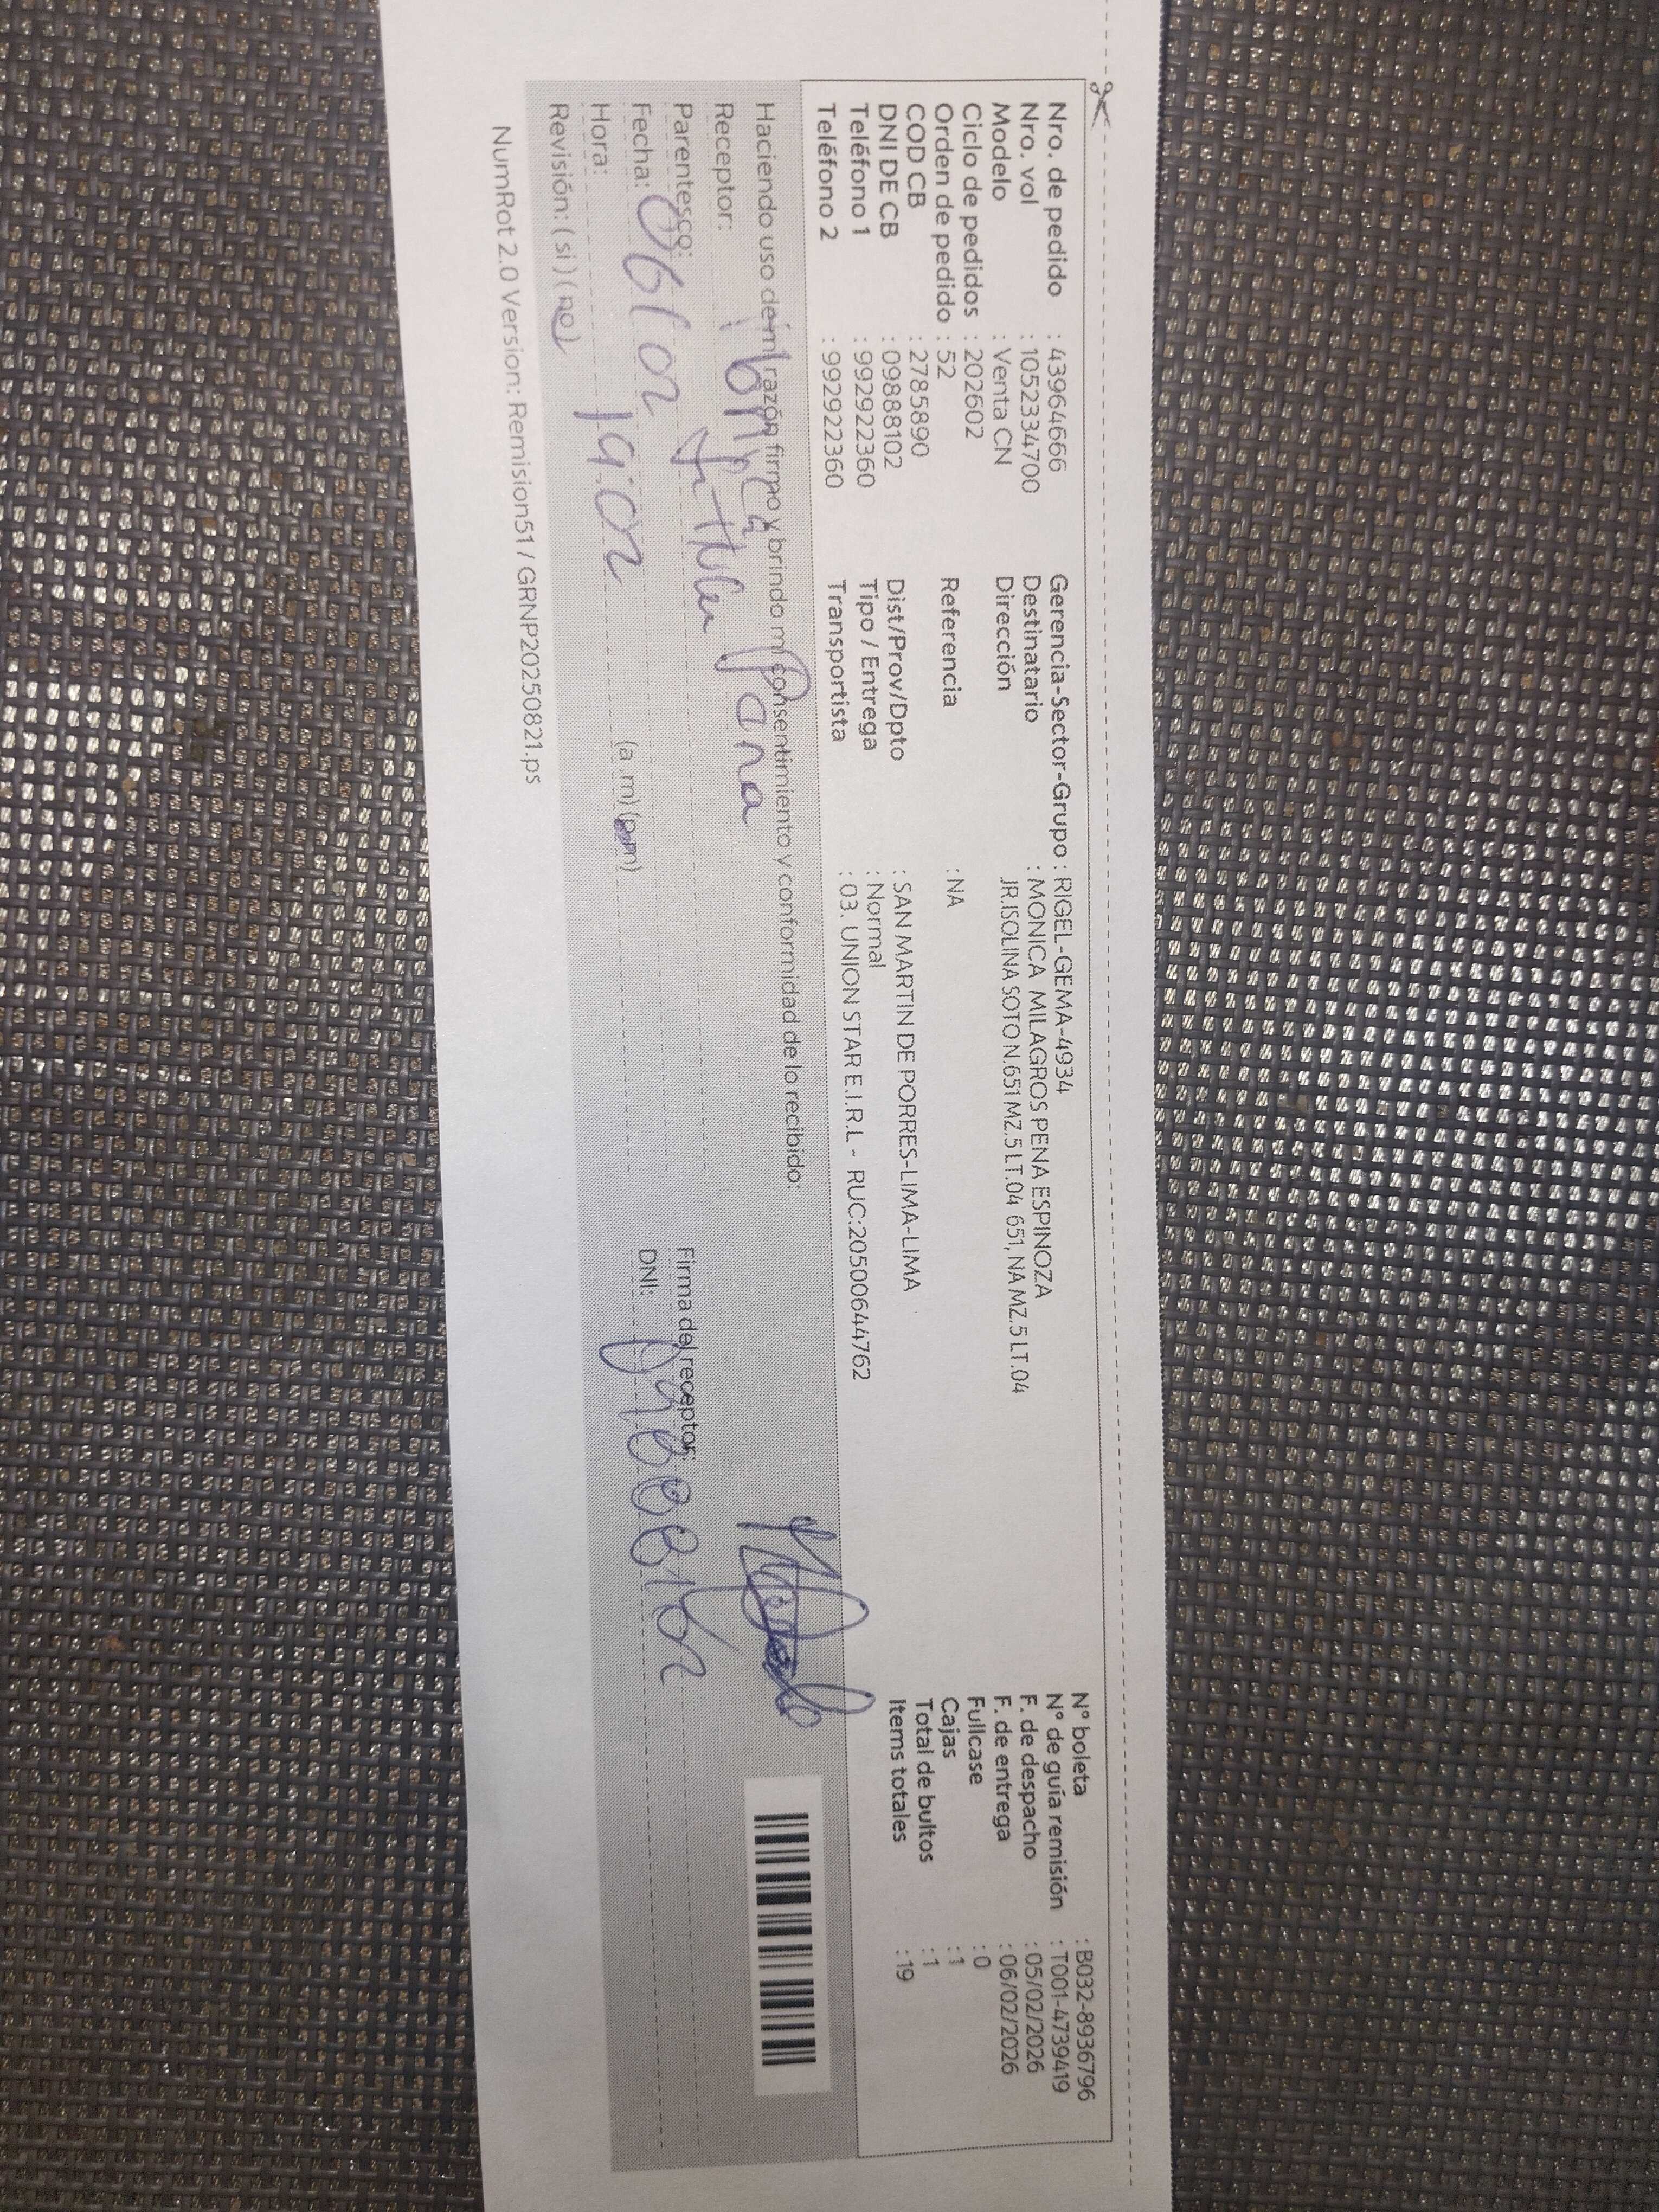 Nro. de pedido : 43964666
Nro. vol : 1052334700
Modelo : Venta CN
Ciclo de pedidos : 202602
Orden de pedido : 52
COD CB : 2785890
DNI DE CB : 09888102
Teléfono 1 : 992922360
Teléfono 2 : 992922360
Gerencia-Sector-Grupo : RIGEL-GEMA-4934
Destinatario : MONICA MILAGROS PENA ESPINOZA
Dirección JR.ISOLINA SOTO N.651 MZ.5 LT.04 651, NA MZ.5 LT.04
Referencia : NA
Dist/Prov/Dpto : SAN MARTIN DE PORRES-LIMA-LIMA
Tipo / Entrega : Normal
Transportista : 03. UNION STAR E.I.R.L - RUC:20500644762
N° boleta : B032-8936796
N° de guía remisión : T001-4739419
F. de despacho : 05/02/2026
F. de entrega : 06/02/2026
Fullcase : 0
Cajas : 1
Total de bultos : 1
Items totales : 19
Haciendo uso de mi razón firmo y brindo mi consentimiento y conformidad de lo recibido:
Receptor: Monica Pana
Parentesco: Titular
Firma del receptor:
Fecha: 06/02
DNI:
Hora: 19:02 (a.m) (p.m)
Revisión: (si) (no)
NumRot 2.0 Version: Remision51 / GRNP20250821.ps